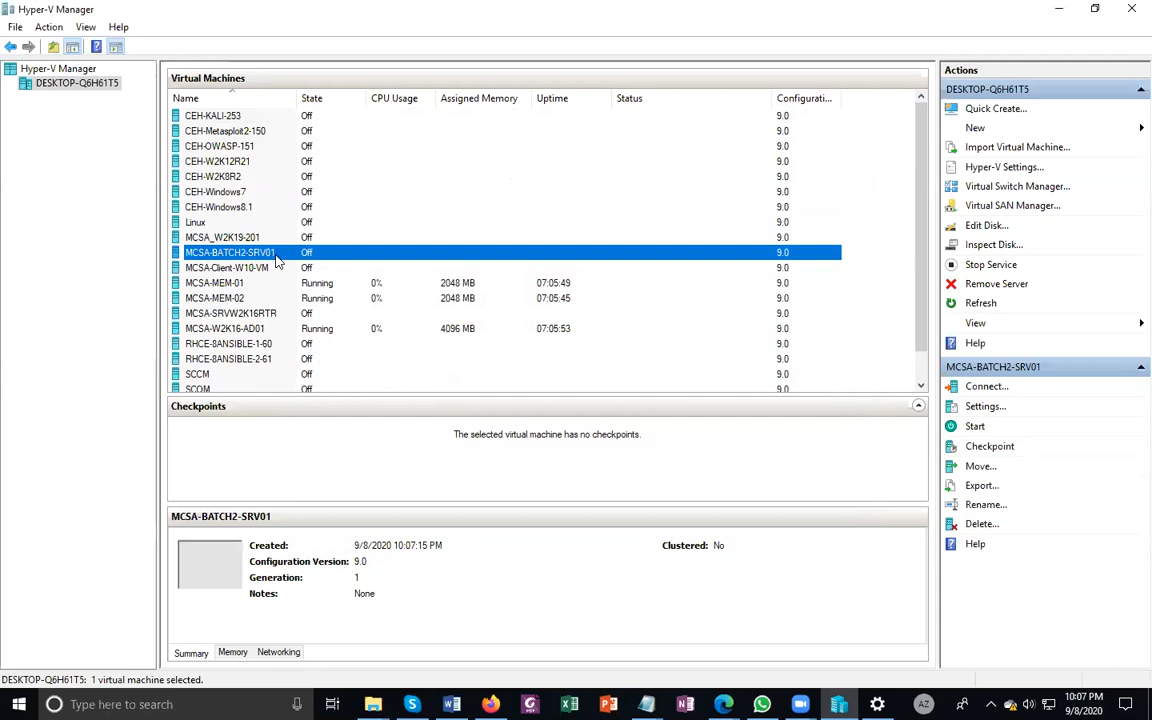 Hyper-V Manager
File Action View Help
Hyper-V Manager
DESKTOP-Q6H61T5
Virtual Machines
Name State CPU Usage Assigned Memory Uptime Status Configurati...
CEH-KALI-253 Off 9.0
CEH-Metasploit2-150 Off 9.0
CEH-OWASP-151 Off 9.0
CEH-W2K12R21 Off 9.0
CEH-W2K8R2 Off 9.0
CEH-Windows7 Off 9.0
CEH-Windows8.1 Off 9.0
Linux Off 9.0
MCSA_W2K19-201 Off 9.0
MCSA-BATCH2-SRV01 Off 9.0
MCSA-Client-W10-VM Off 9.0
MCSA-MEM-01 Running 0% 2048 MB 07:05:49 9.0
MCSA-MEM-02 Running 0% 2048 MB 07:05:45 9.0
MCSA-SRVW2K16RTR Off 9.0
MCSA-W2K16-AD01 Running 0% 4096 MB 07:05:53 9.0
RHCE-8ANSIBLE-1-60 Off 9.0
RHCE-8ANSIBLE-2-61 Off 9.0
SCCM Off 9.0
SCOM Off 9.0
Checkpoints
The selected virtual machine has no checkpoints.
MCSA-BATCH2-SRV01
Created: 9/8/2020 10:07:15 PM Clustered: No
Configuration Version: 9.0
Generation: 1
Notes: None
Summary Memory Networking
Actions
DESKTOP-Q6H61T5
Quick Create...
New
Import Virtual Machine...
Hyper-V Settings...
Virtual Switch Manager...
Virtual SAN Manager...
Edit Disk...
Inspect Disk...
Stop Service
Remove Server
Refresh
View
Help
MCSA-BATCH2-SRV01
Connect...
Settings...
Start
Checkpoint
Move...
Export...
Rename...
Delete...
Help
DESKTOP-Q6H61T5: 1 virtual machine selected.
Type here to search
AZ
10:07 PM
9/8/2020